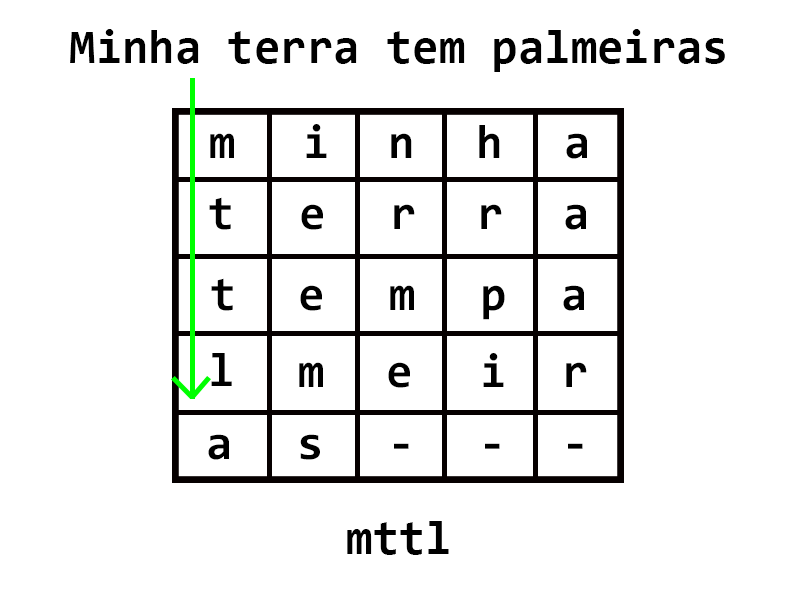 Minha terra tem palmeiras
m i n h a
t e r r a
t e m p a
l m e i r
a s - - -
mttl